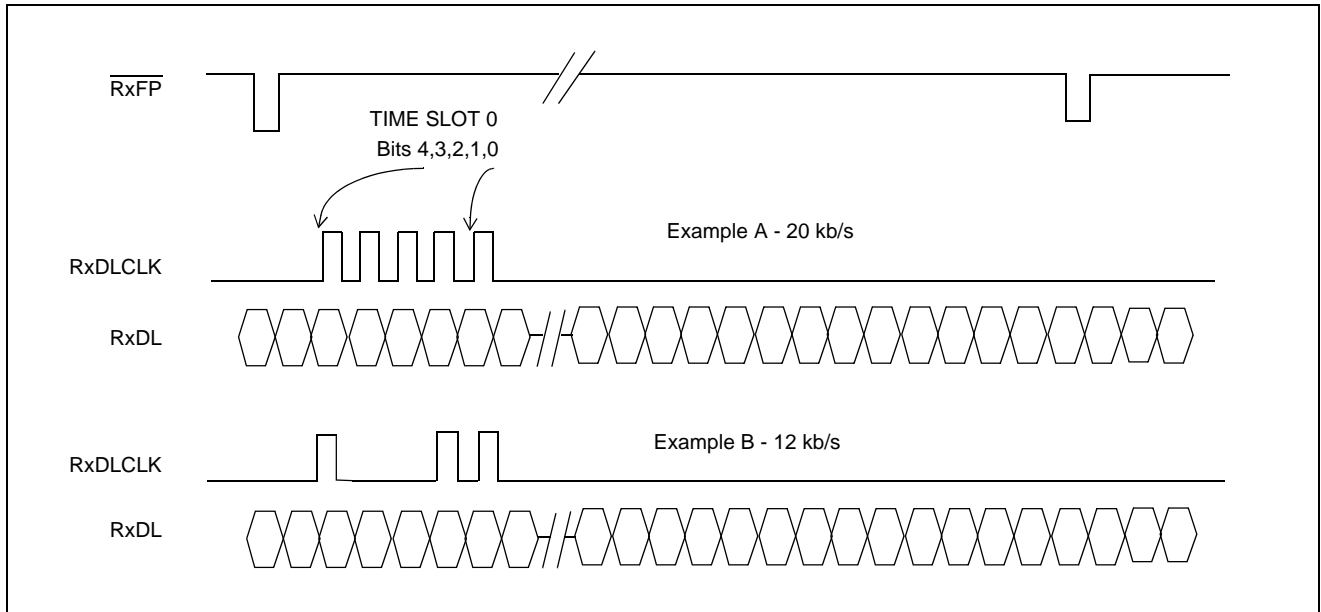 RxFP
TIME SLOT 0
Bits 4,3,2,1,0
Example A - 20 kb/s
RxDLCLK
RxDL
Example B - 12 kb/s
RxDLCLK
RxDL